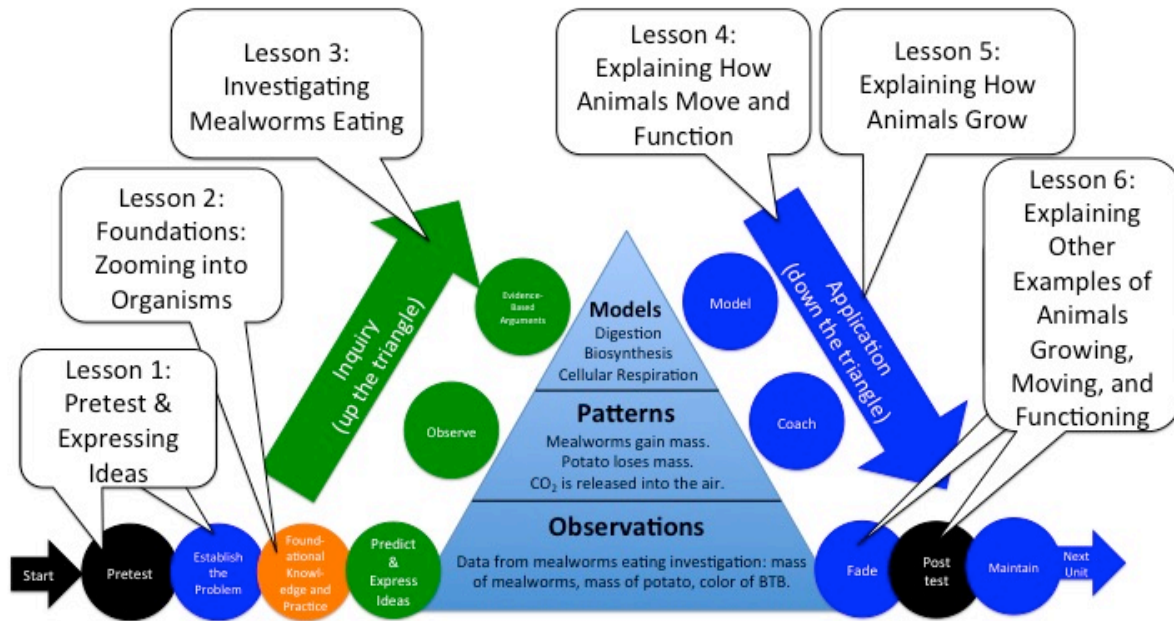 Lesson 3:
Investigating
Mealworms Eating
Lesson 4:
Explaining How
Animals Move and
Function
Lesson 5:
Explaining How
Animals Grow
Lesson 2:
Foundations:
Zooming into
Organisms
Lesson 6:
Explaining
Other
Examples of
Animals
Growing,
Moving, and
Functioning
Lesson 1:
Pretest &
Expressing
Ideas
Inquiry
(up the triangle)
Evidence-
Based
Arguments
Observe
Models
Digestion
Biosynthesis
Cellular Respiration
Patterns
Mealworms gain mass.
Potato loses mass.
CO₂ is released into the air.
Observations
Data from mealworms eating investigation: mass
of mealworms, mass of potato, color of BTB.
Model
Coach
Application
(down the triangle)
Start
Pretest
Establish
the
Problem
Found-
ational
Knowl-
edge and
Practice
Predict
&
Express
Ideas
Fade
Post
test
Maintain
Next
Unit